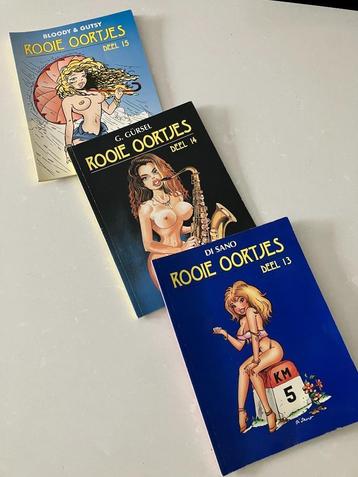 BLOODY & GUTSY
ROOIE OORTJES
DEEL 15
G. GÜRSEL
ROOIE OORTJES
DEEL 14
DI SANO
ROOIE OORTJES
DEEL 13
KM
5